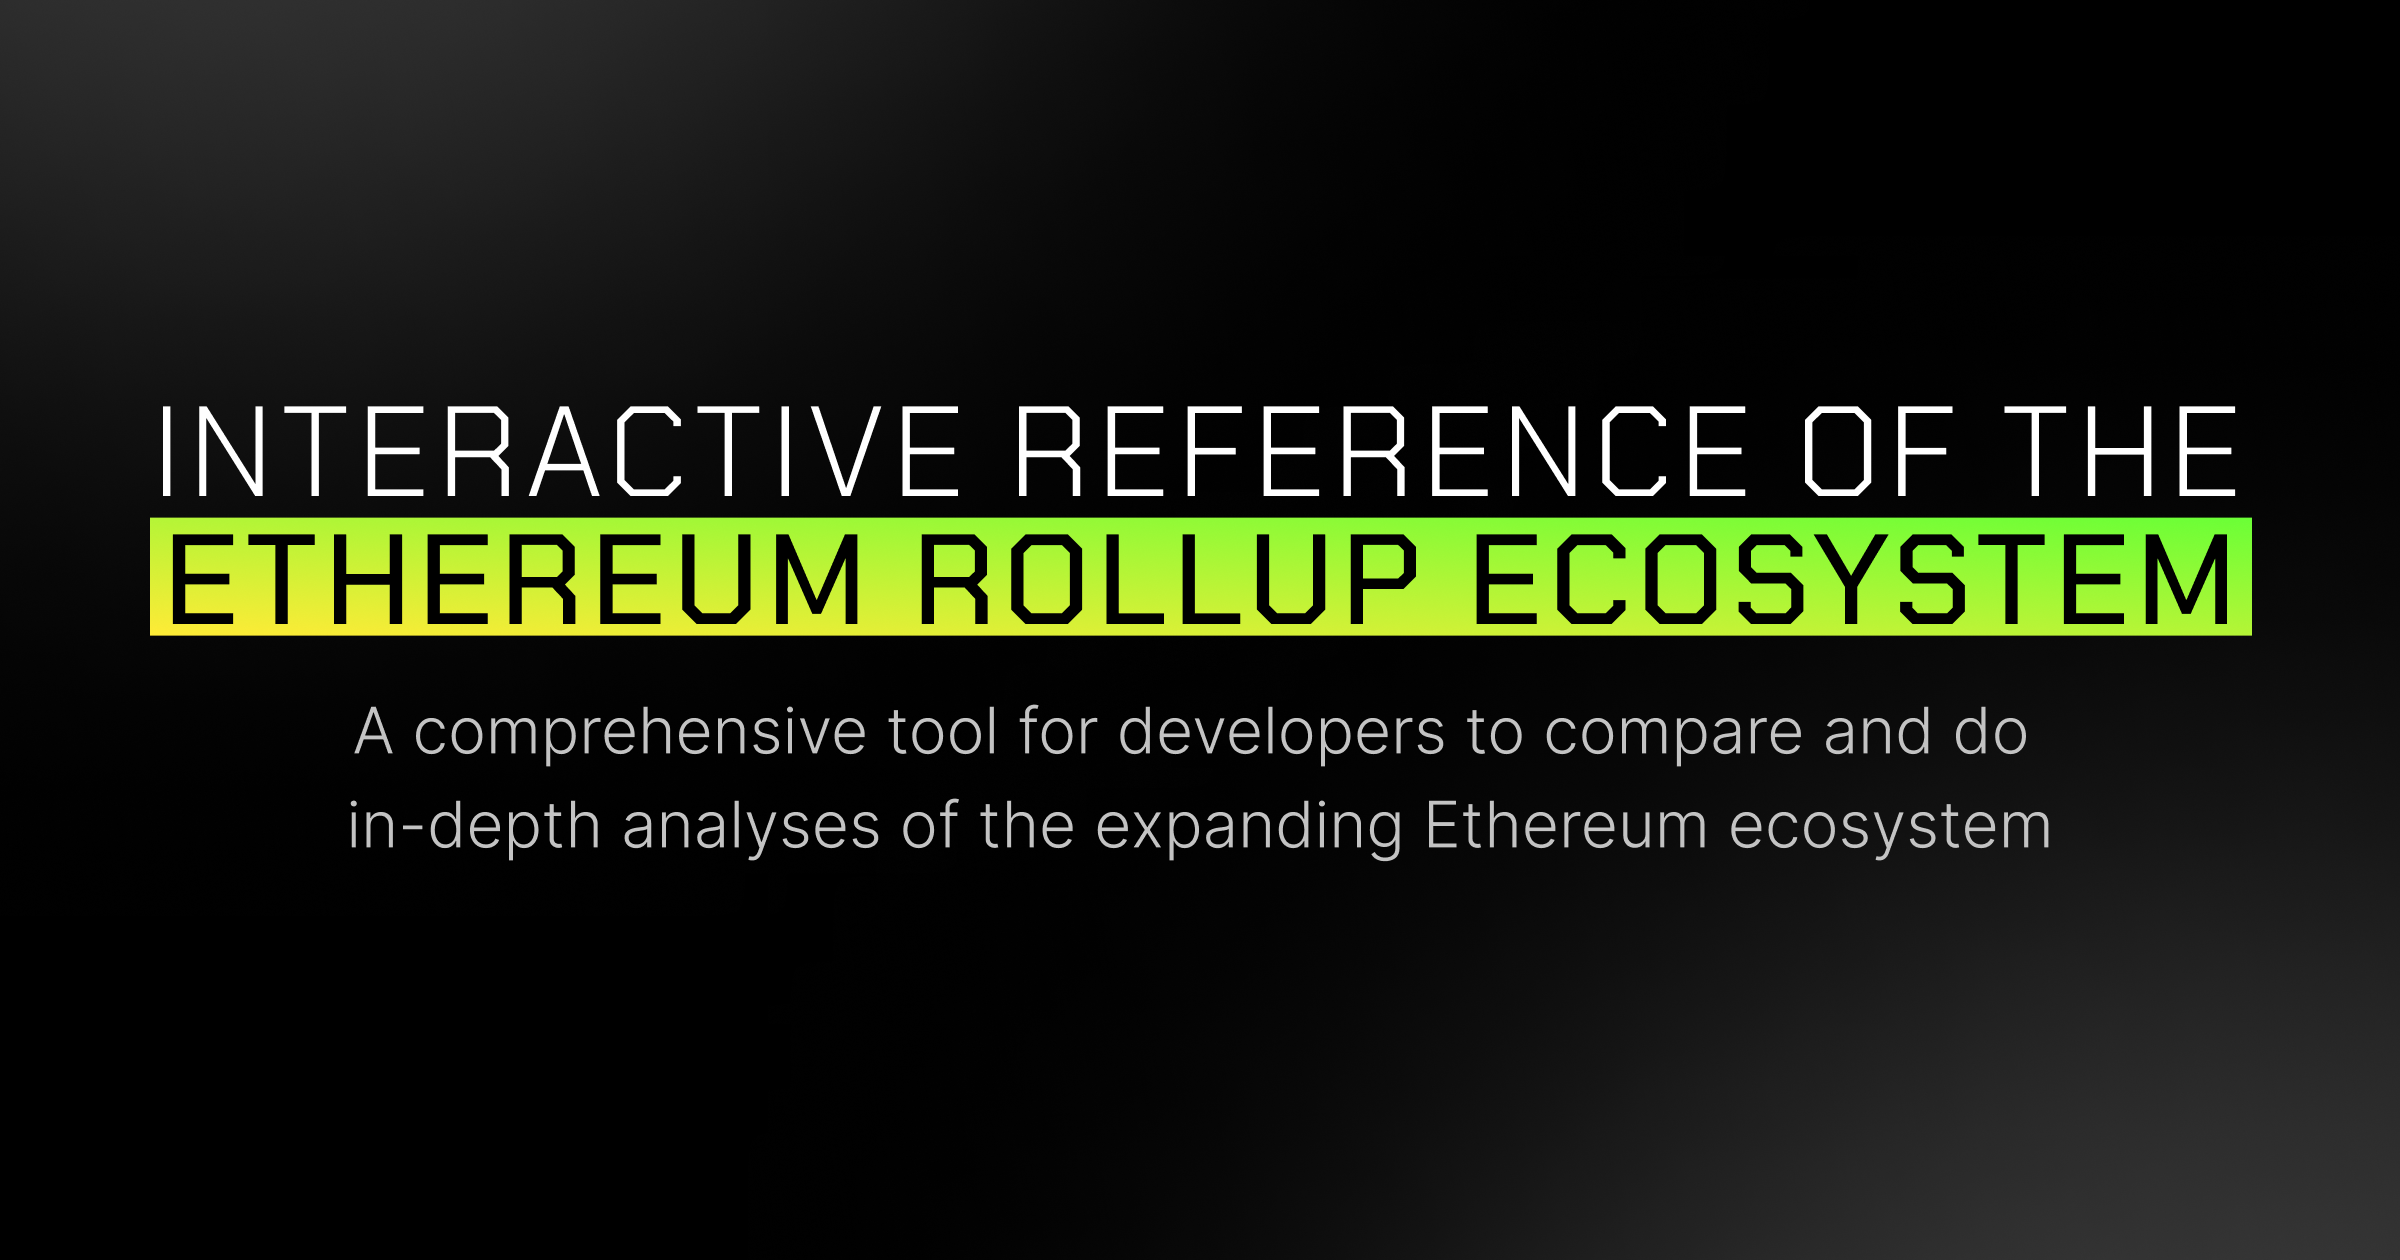 INTERACTIVE REFERENCE OF THE
ETHEREUM ROLLUP ECOSYSTEM
A comprehensive tool for developers to compare and do
in-depth analyses of the expanding Ethereum ecosystem